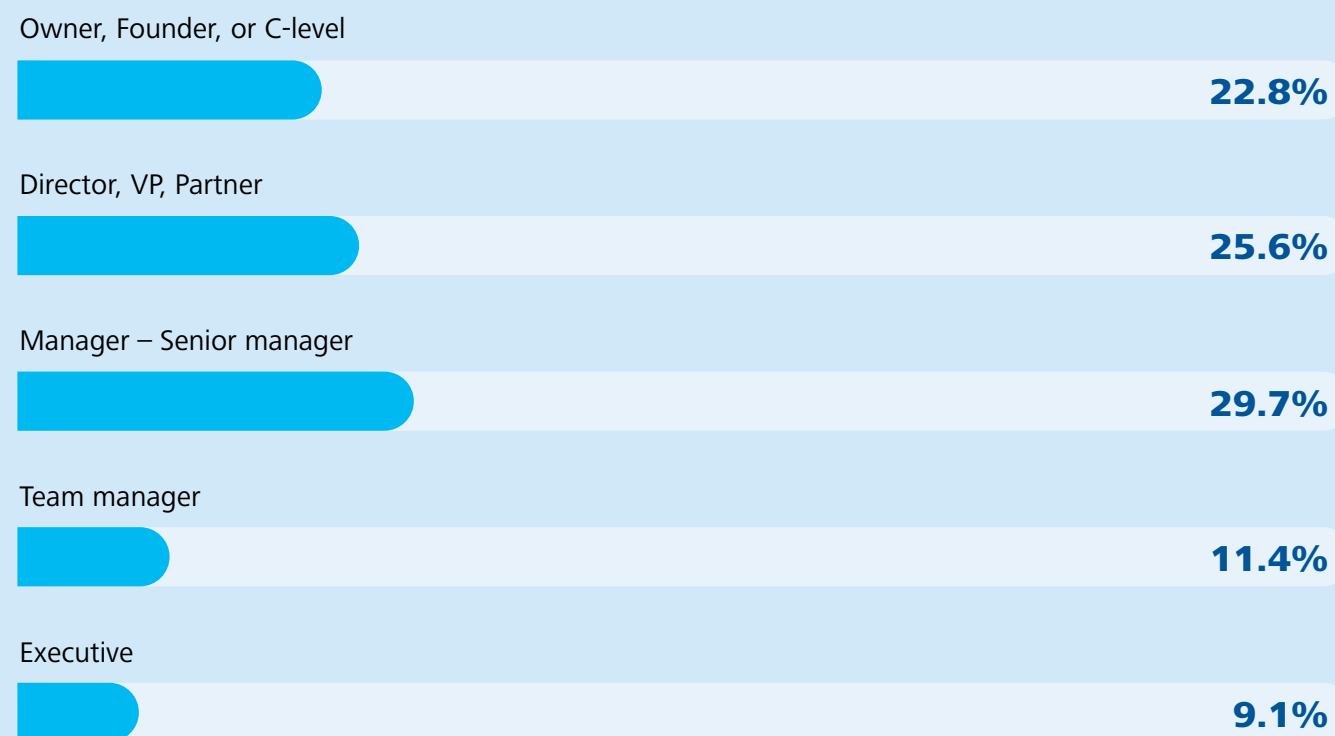 Owner, Founder, or C-level
22.8%
Director, VP, Partner
25.6%
Manager – Senior manager
29.7%
Team manager
11.4%
Executive
9.1%